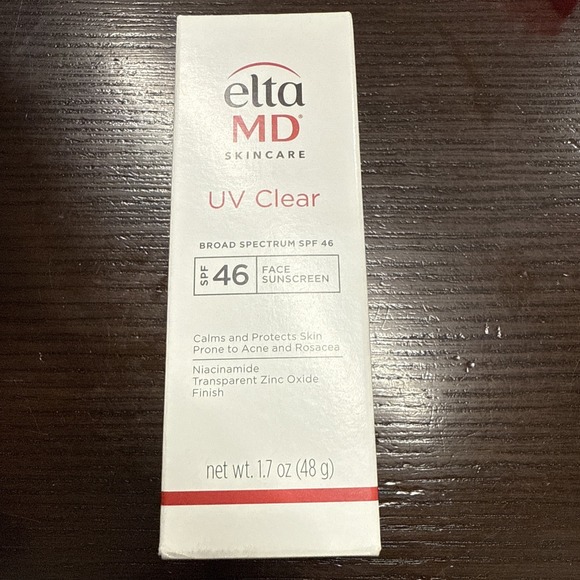 elta
MD®
SKINCARE
UV Clear
BROAD SPECTRUM SPF 46
SPF 46 FACE
SUNSCREEN
Calms and Protects Skin
Prone to Acne and Rosacea
Niacinamide
Transparent Zinc Oxide
Finish
net wt. 1.7 oz (48 g)